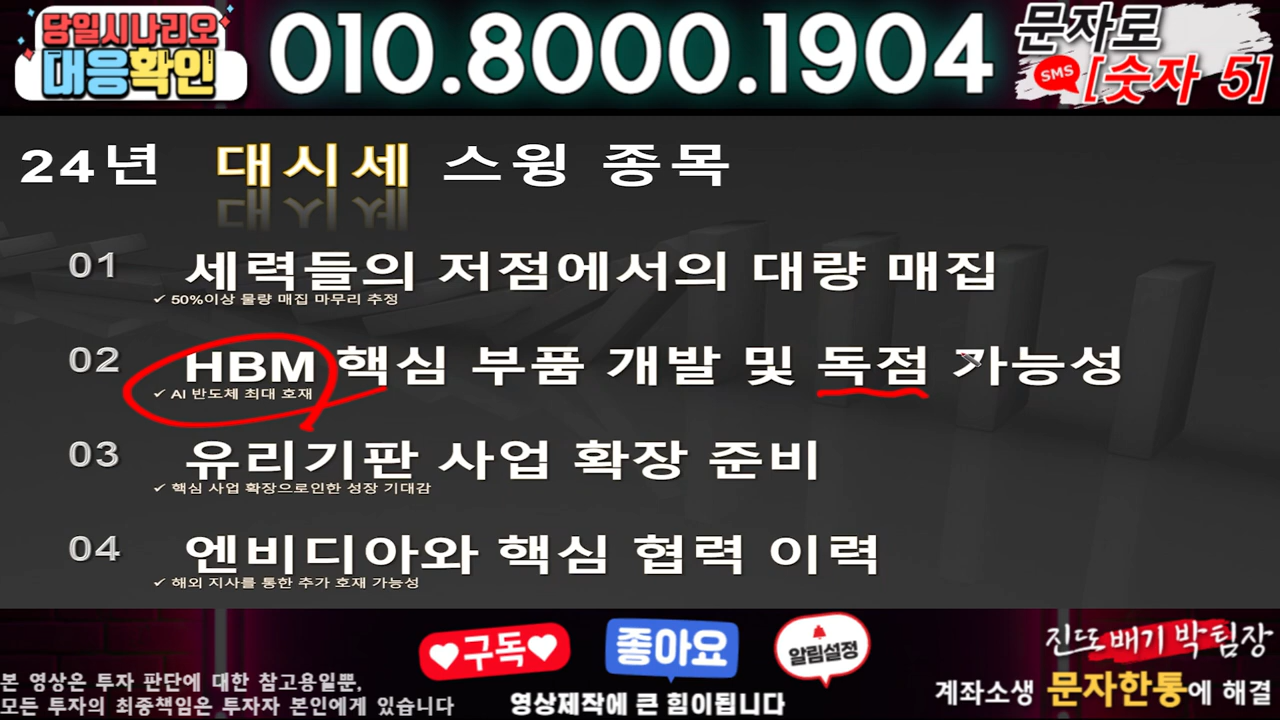 당일시나리오
대응확인
010.8000.1904
문자로
SMS
[숫자 5]
24년 대시세 스윙 종목
01 세력들의 저점에서의 대량 매집
✓ 50%이상 물량 매집 마무리 추정
02 HBM 핵심 부품 개발 및 독점 가능성
✓ AI 반도체 최대 호재
03 유리기판 사업 확장 준비
✓ 핵심 사업 확장으로인한 성장 기대감
04 엔비디아와 핵심 협력 이력
✓ 해외 지사를 통한 추가 호재 가능성
구독
좋아요
알림설정
영상제작에 큰 힘이됩니다
본 영상은 투자 판단에 대한 참고용일뿐,
모든 투자의 최종책임은 투자자 본인에게 있습니다
진또배기 박팀장
계좌소생 문자한통에 해결